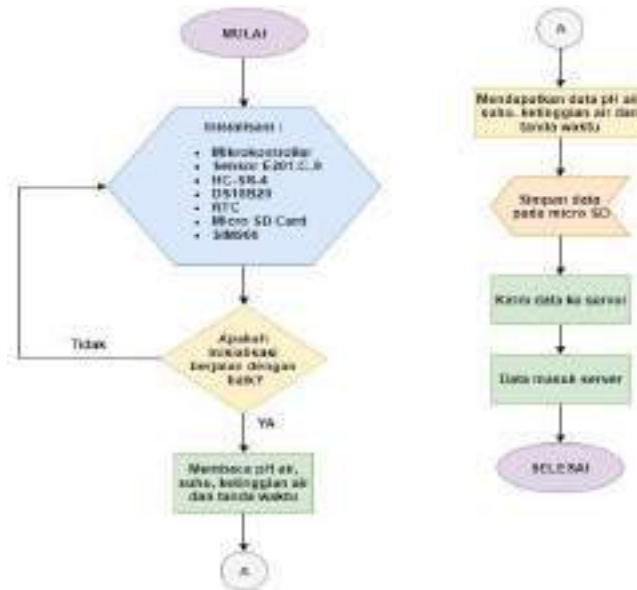 MULAI
Inisialisasi :
Mikrokontroller
Sensor E201-C-9
HC-SR-4
DS18B20
RTC
Micro SD Card
Tidak
Apakah
inisialisasi
berjalan dengan
baik?
YA
Membaca pH air,
suhu, ketinggian air
dan tanda waktu
A
A
Mendapatkan data pH air,
suhu, ketinggian air dan
tanda waktu
Simpan data
pada micro SD
Kirim data ke server
Data masuk server
SELESAI